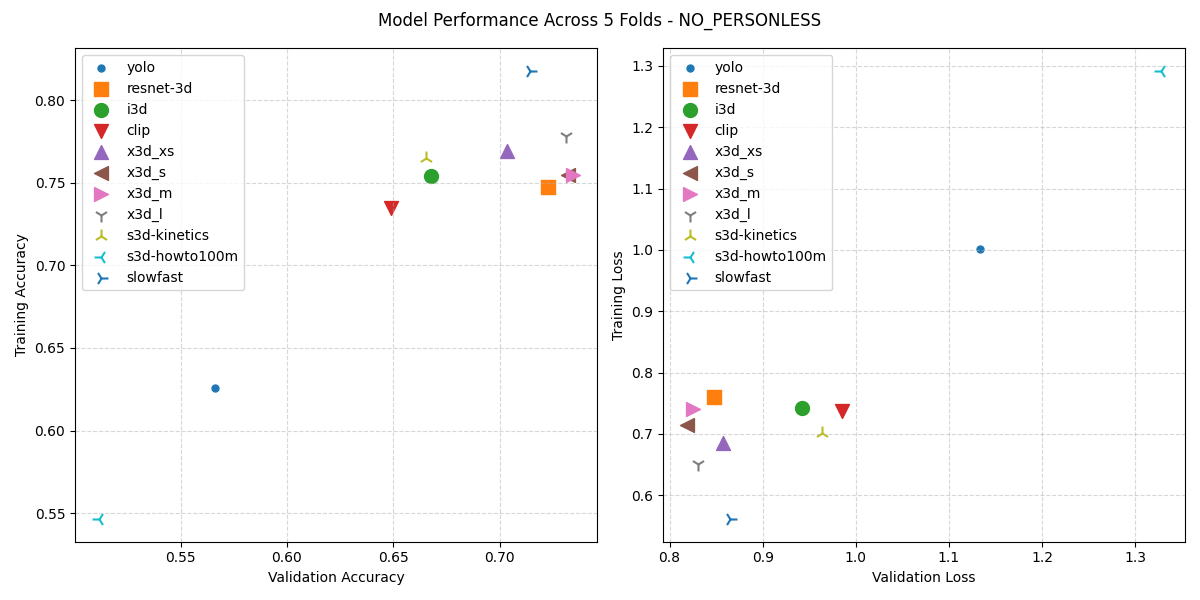 Model Performance Across 5 Folds - NO_PERSONLESS
Training Accuracy
0.80
0.75
0.70
0.65
0.60
0.55
yolo
resnet-3d
i3d
clip
x3d_xs
x3d_s
x3d_m
x3d_l
s3d-kinetics
s3d-howto100m
slowfast
0.55 0.60 0.65 0.70
Validation Accuracy
Training Loss
1.3
1.2
1.1
1.0
0.9
0.8
0.7
0.6
yolo
resnet-3d
i3d
clip
x3d_xs
x3d_s
x3d_m
x3d_l
s3d-kinetics
s3d-howto100m
slowfast
0.8 0.9 1.0 1.1 1.2 1.3
Validation Loss